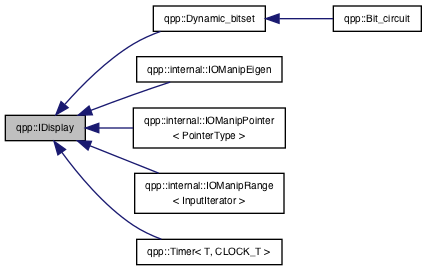 qpp::Dynamic_bitset
qpp::Bit_circuit
qpp::internal::IOManipEigen
qpp::IDisplay
qpp::internal::IOManipPointer
< PointerType >
qpp::internal::IOManipRange
< InputIterator >
qpp::Timer< T, CLOCK_T >